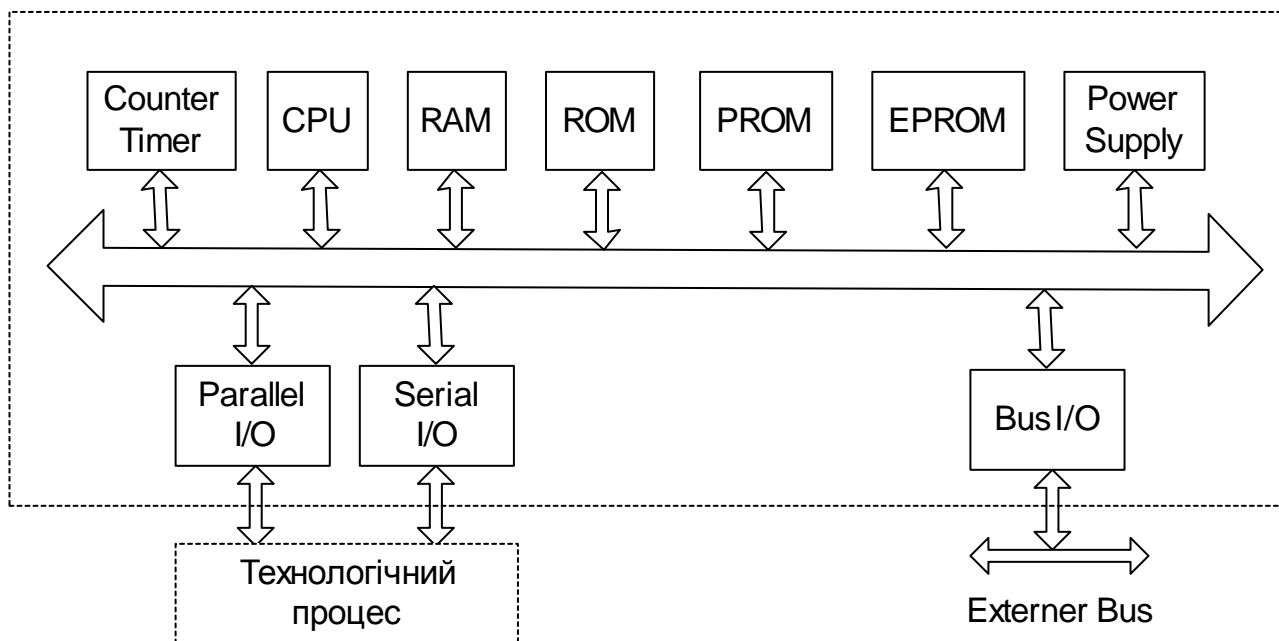 Counter
Timer
CPU
RAM
ROM
PROM
EPROM
Power
Supply
Parallel
I/O
Serial
I/O
Bus I/O
Технологічний
процес
Externer Bus